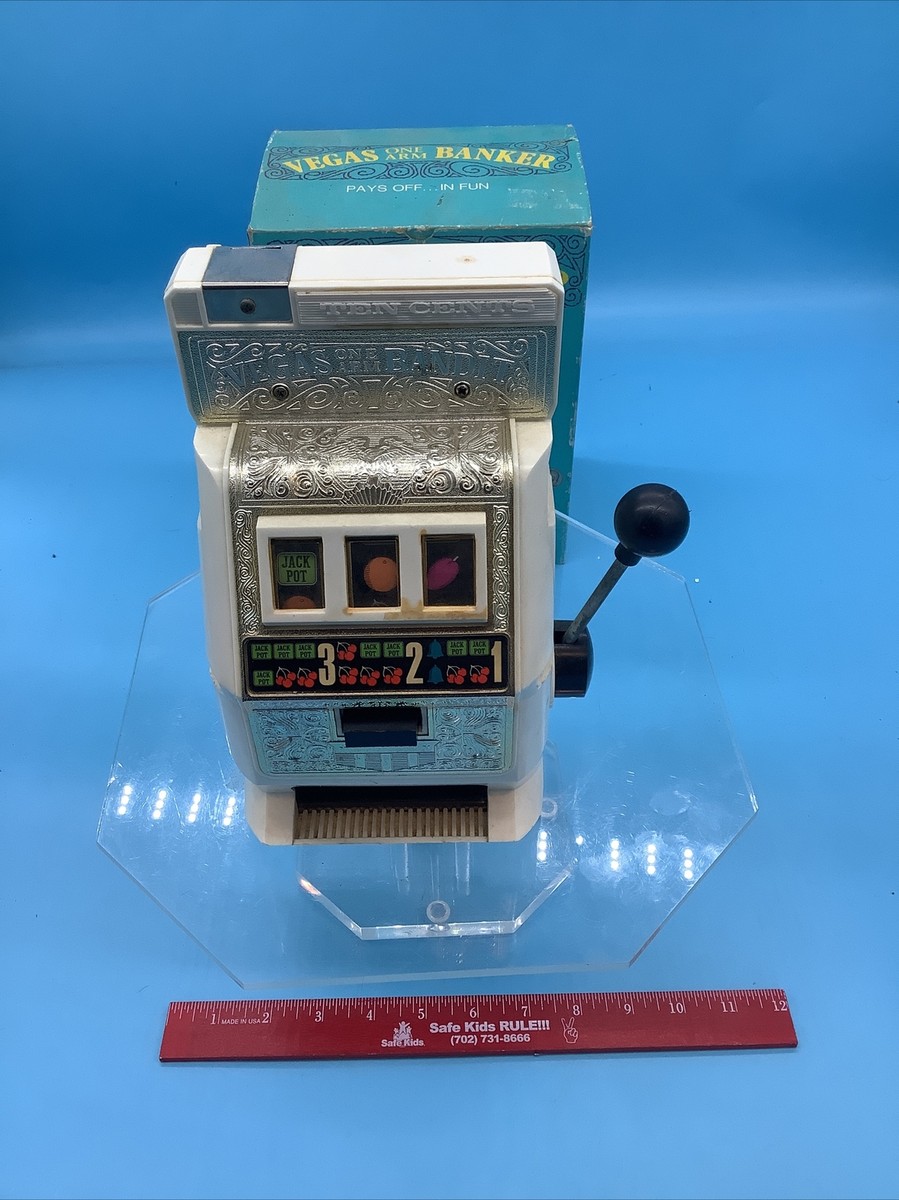 VEGAS ONE ARM BANKER
PAYS OFF...IN FUN
TEN CENTS
VEGAS ONE ARM BANDIT
JACK POT
JACK POT JACK POT JACK POT 3 JACK POT JACK POT 2 JACK POT JACK POT 1
JACK POT
1 MADE IN USA 2 3 4 5 6 7 8 9 10 11 12
Safe Kids Safe Kids RULE!!!
(702) 731-8666